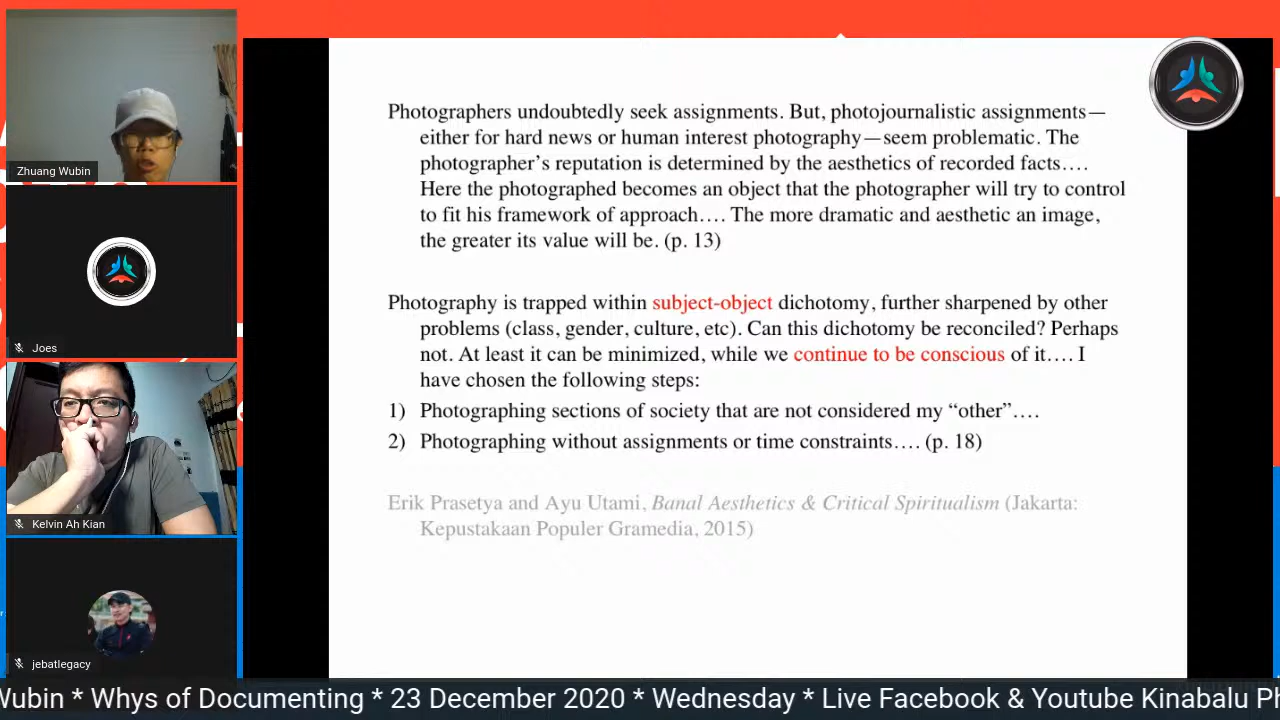 Zhuang Wubin
Joes
Kelvin Ah Kian
jebatlegacy
Photographers undoubtedly seek assignments. But, photojournalistic assignments—
either for hard news or human interest photography—seem problematic. The
photographer's reputation is determined by the aesthetics of recorded facts….
Here the photographed becomes an object that the photographer will try to control
to fit his framework of approach…. The more dramatic and aesthetic an image,
the greater its value will be. (p. 13)
Photography is trapped within subject-object dichotomy, further sharpened by other
problems (class, gender, culture, etc). Can this dichotomy be reconciled? Perhaps
not. At least it can be minimized, while we continue to be conscious of it…. I
have chosen the following steps:
1) Photographing sections of society that are not considered my “other”….
2) Photographing without assignments or time constraints…. (p. 18)
Erik Prasetya and Ayu Utami, Banal Aesthetics & Critical Spiritualism (Jakarta:
Kepustakaan Populer Gramedia, 2015)
Wubin * Whys of Documenting * 23 December 2020 * Wednesday * Live Facebook & Youtube Kinabalu Ph